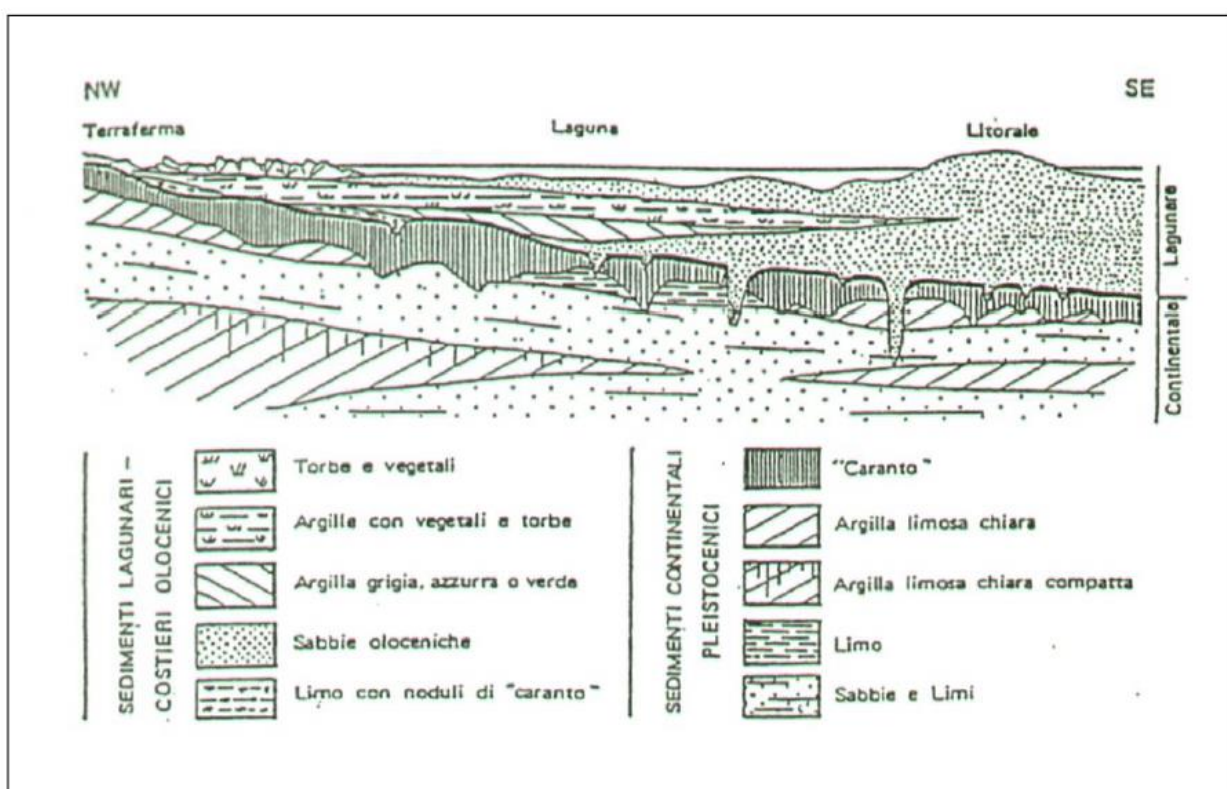 NW
SE
Terraferma
Laguna
Litorale
Lagunare
Continentale
SEDIMENTI LAGUNARI –
COSTIERI OLOCENICI
Torbe e vegetali
Argille con vegetali e torbe
Argilla grigia, azzurra o verde
Sabbie oloceniche
Limo con noduli di "caranto"
SEDIMENTI CONTINENTALI
PLEISTOCENICI
"Caranto"
Argilla limosa chiara
Argilla limosa chiara compatta
Limo
Sabbie e Limi